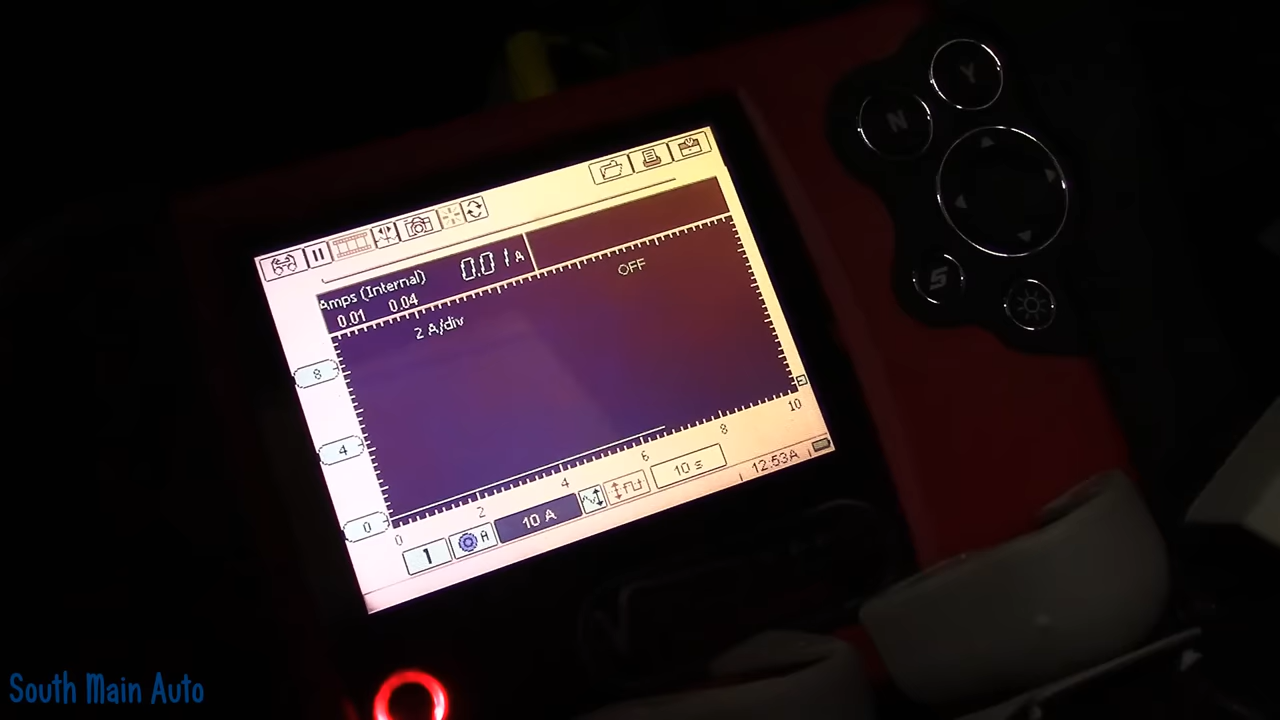 Y
N
S
Amps (Internal)
0.01 A
0.01 0.04
2 A/div
OFF
8
4
0
0 2 4 6 8 10
1
A
10 A
10 s
12:53A
South Main Auto